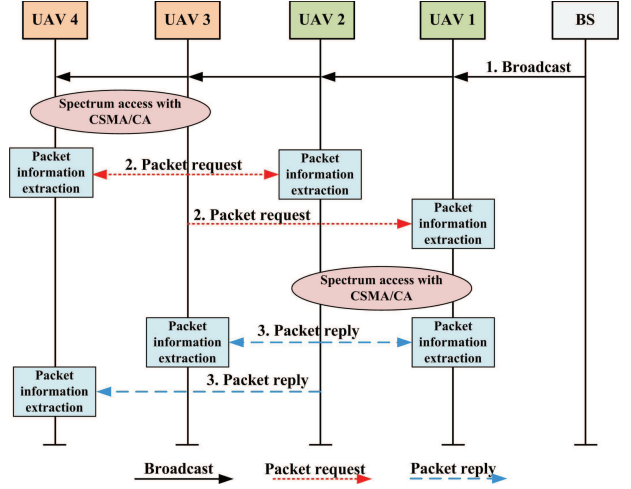 UAV 4
UAV 3
UAV 2
UAV 1
BS
1. Broadcast
Spectrum access with
CSMA/CA
Packet
information
extraction
2. Packet request
Packet
information
extraction
2. Packet request
Packet
information
extraction
Spectrum access with
CSMA/CA
Packet
information
extraction
3. Packet reply
Packet
information
extraction
Packet
information
extraction
3. Packet reply
Broadcast
Packet request
Packet reply